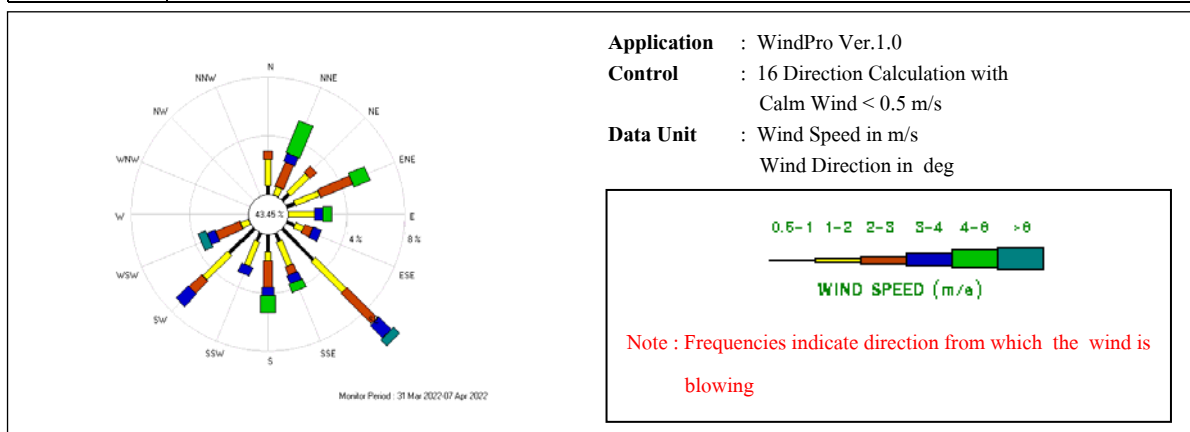 N
NNW
NNE
NW
NE
WNW
ENE
W
43.45 %
E
4 %
8 %
WSW
ESE
SW
SSW
SSE
S
Monitor Period : 31 Mar 2022-07 Apr 2022
Application : WindPro Ver.1.0
Control : 16 Direction Calculation with
Calm Wind < 0.5 m/s
Data Unit : Wind Speed in m/s
Wind Direction in deg
0.5-1 1-2 2-3 3-4 4-6 >6
WIND SPEED (m/s)
Note : Frequencies indicate direction from which the wind is
blowing